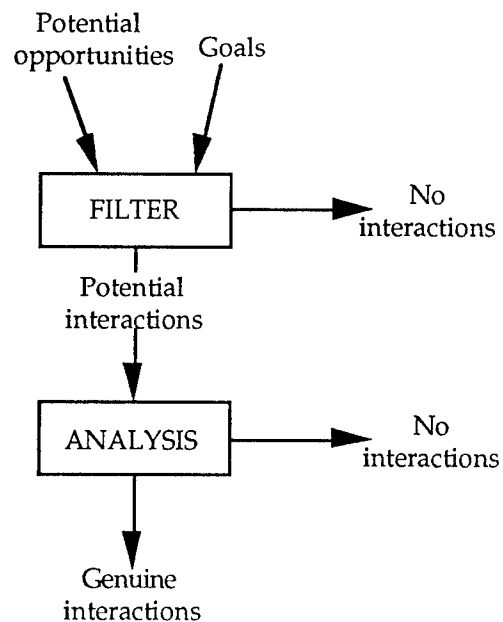 Potential
opportunities
Goals
FILTER
No
interactions
Potential
interactions
ANALYSIS
No
interactions
Genuine
interactions